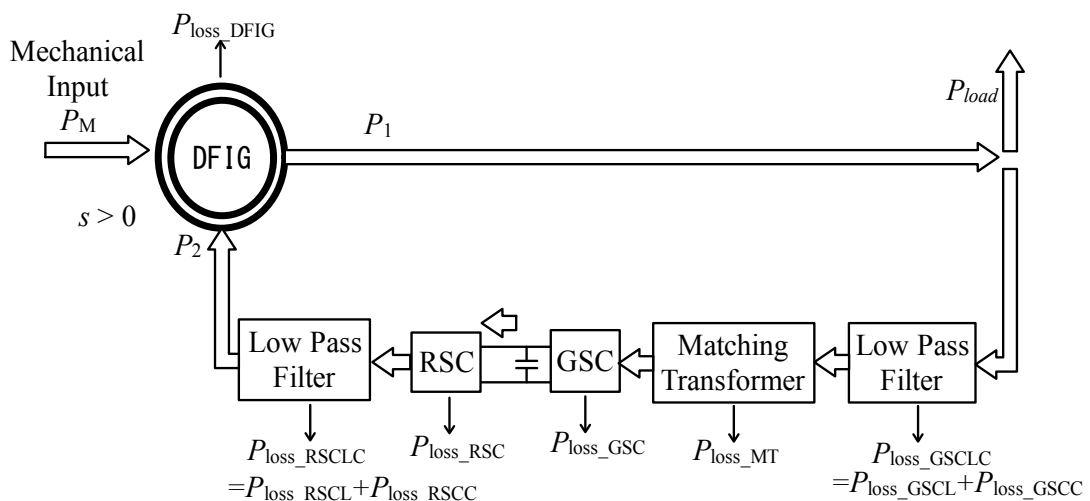 P_loss_DFIG
Mechanical
Input
P_M
P_1
P_load
DFIG
s > 0
P_2
Low Pass
Filter
RSC
GSC
Matching
Transformer
Low Pass
Filter
P_loss_RSCLC
=P_loss_RSCL+P_loss_RSCC
P_loss_RSC
P_loss_GSC
P_loss_MT
P_loss_GSCLC
=P_loss_GSCL+P_loss_GSCC